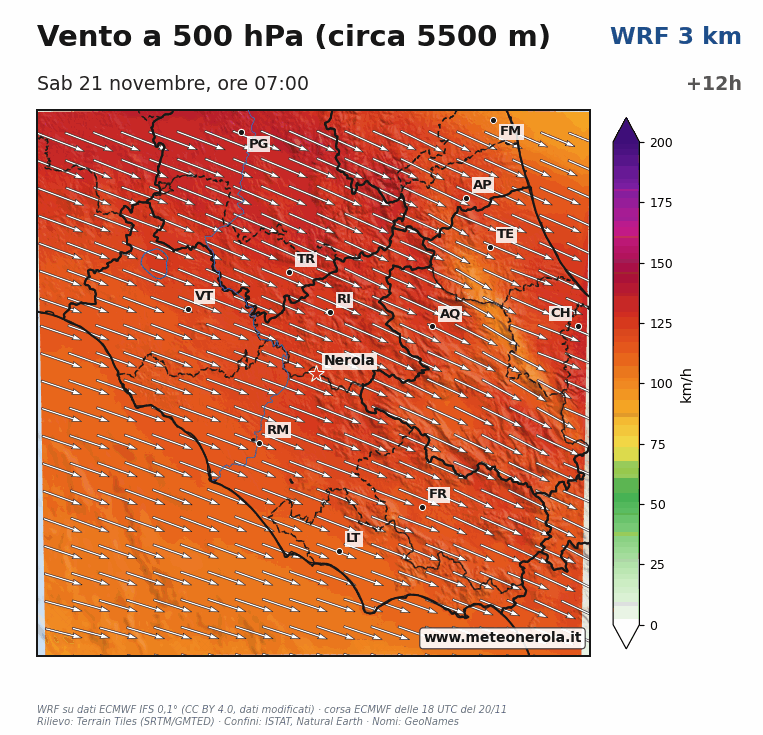 Vento a 500 hPa (circa 5500 m)
WRF 3 km
Sab 21 novembre, ore 07:00
+12h
FM
PG
AP
TE
TR
VT
RI
AQ
CH
Nerola
RM
FR
LT
www.meteonerola.it
200
175
150
125
100
75
50
25
0
km/h
WRF su dati ECMWF IFS 0,1° (CC BY 4.0, dati modificati) · corsa ECMWF delle 18 UTC del 20/11
Rilievo: Terrain Tiles (SRTM/GMTED) · Confini: ISTAT, Natural Earth · Nomi: GeoNames